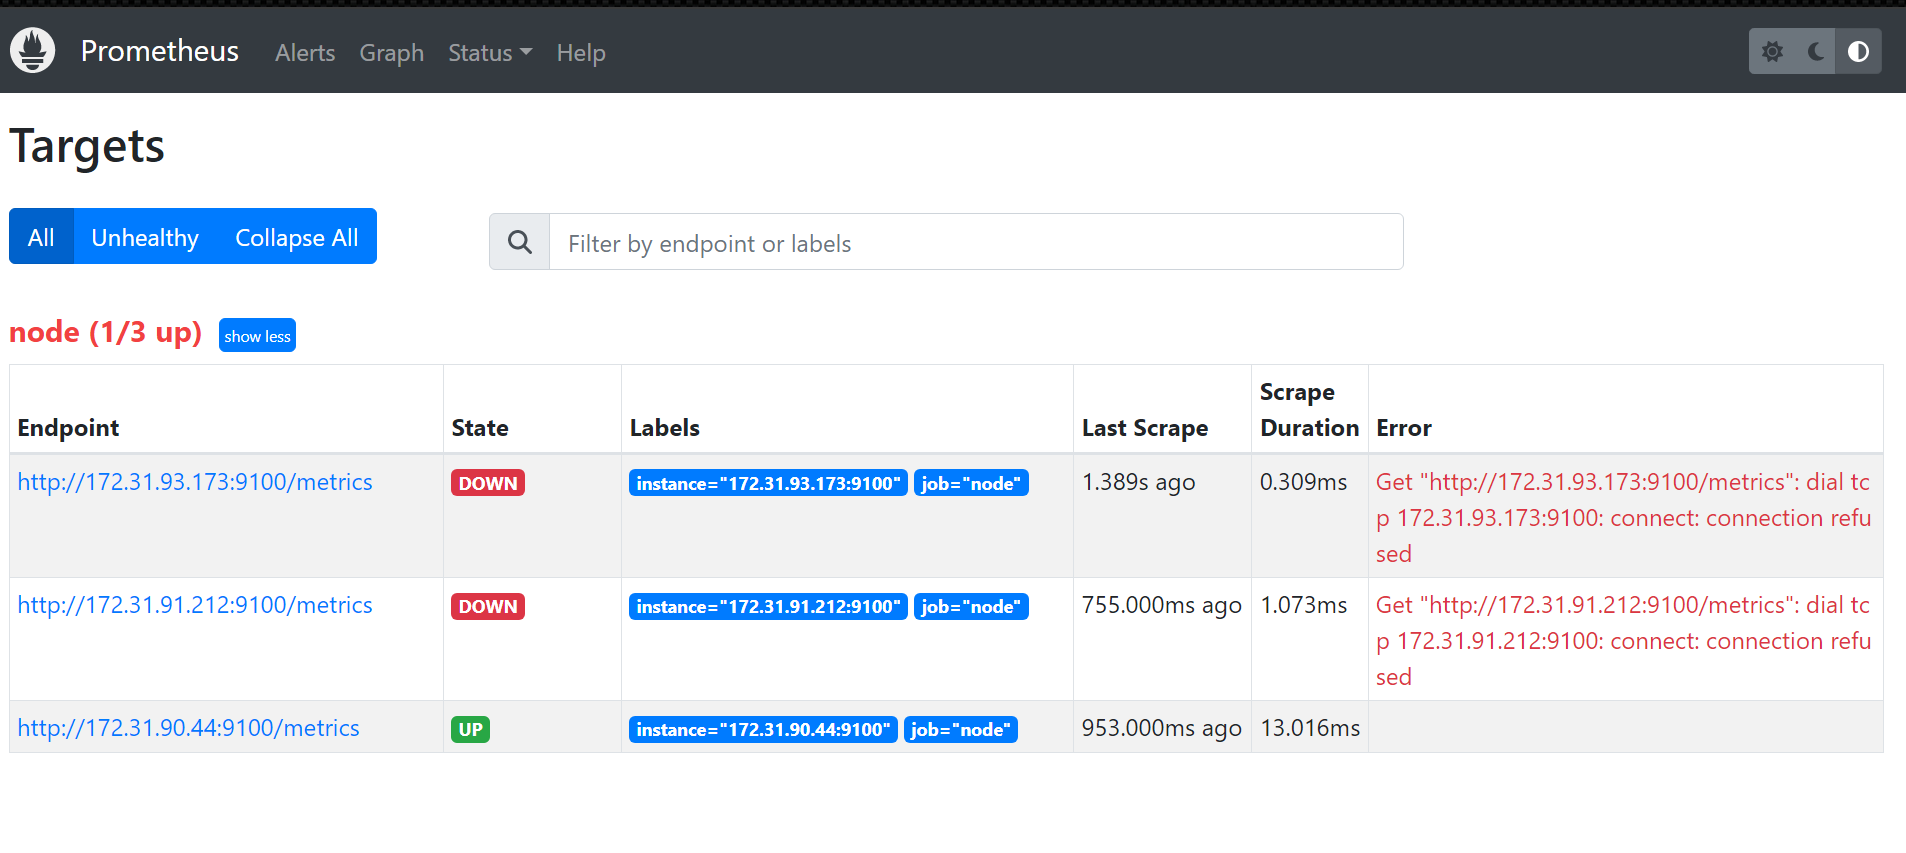 Prometheus Alerts Graph Status Help
Targets
All Unhealthy Collapse All
Filter by endpoint or labels
node (1/3 up) show less
Endpoint State Labels Last Scrape Scrape Duration Error
http://172.31.93.173:9100/metrics DOWN instance="172.31.93.173:9100" job="node" 1.389s ago 0.309ms Get "http://172.31.93.173:9100/metrics": dial tc
p 172.31.93.173:9100: connect: connection refu
sed
http://172.31.91.212:9100/metrics DOWN instance="172.31.91.212:9100" job="node" 755.000ms ago 1.073ms Get "http://172.31.91.212:9100/metrics": dial tc
p 172.31.91.212:9100: connect: connection refu
sed
http://172.31.90.44:9100/metrics UP instance="172.31.90.44:9100" job="node" 953.000ms ago 13.016ms